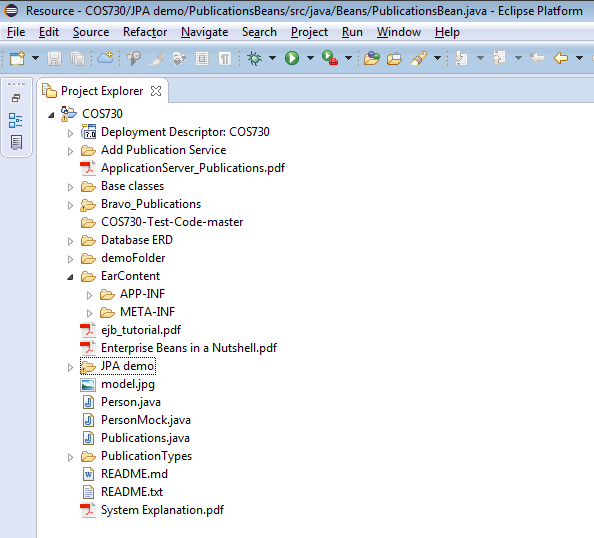 Resource - COS730/JPA demo/PublicationsBeans/src/java/Beans/PublicationsBean.java - Eclipse Platform
File Edit Source Refactor Navigate Search Project Run Window Help
Project Explorer
COS730
Deployment Descriptor: COS730
Add Publication Service
ApplicationServer_Publications.pdf
Base classes
Bravo_Publications
COS730-Test-Code-master
Database ERD
demoFolder
EarContent
APP-INF
META-INF
ejb_tutorial.pdf
Enterprise Beans in a Nutshell.pdf
JPA demo
model.jpg
Person.java
PersonMock.java
Publications.java
PublicationTypes
README.md
README.txt
System Explanation.pdf